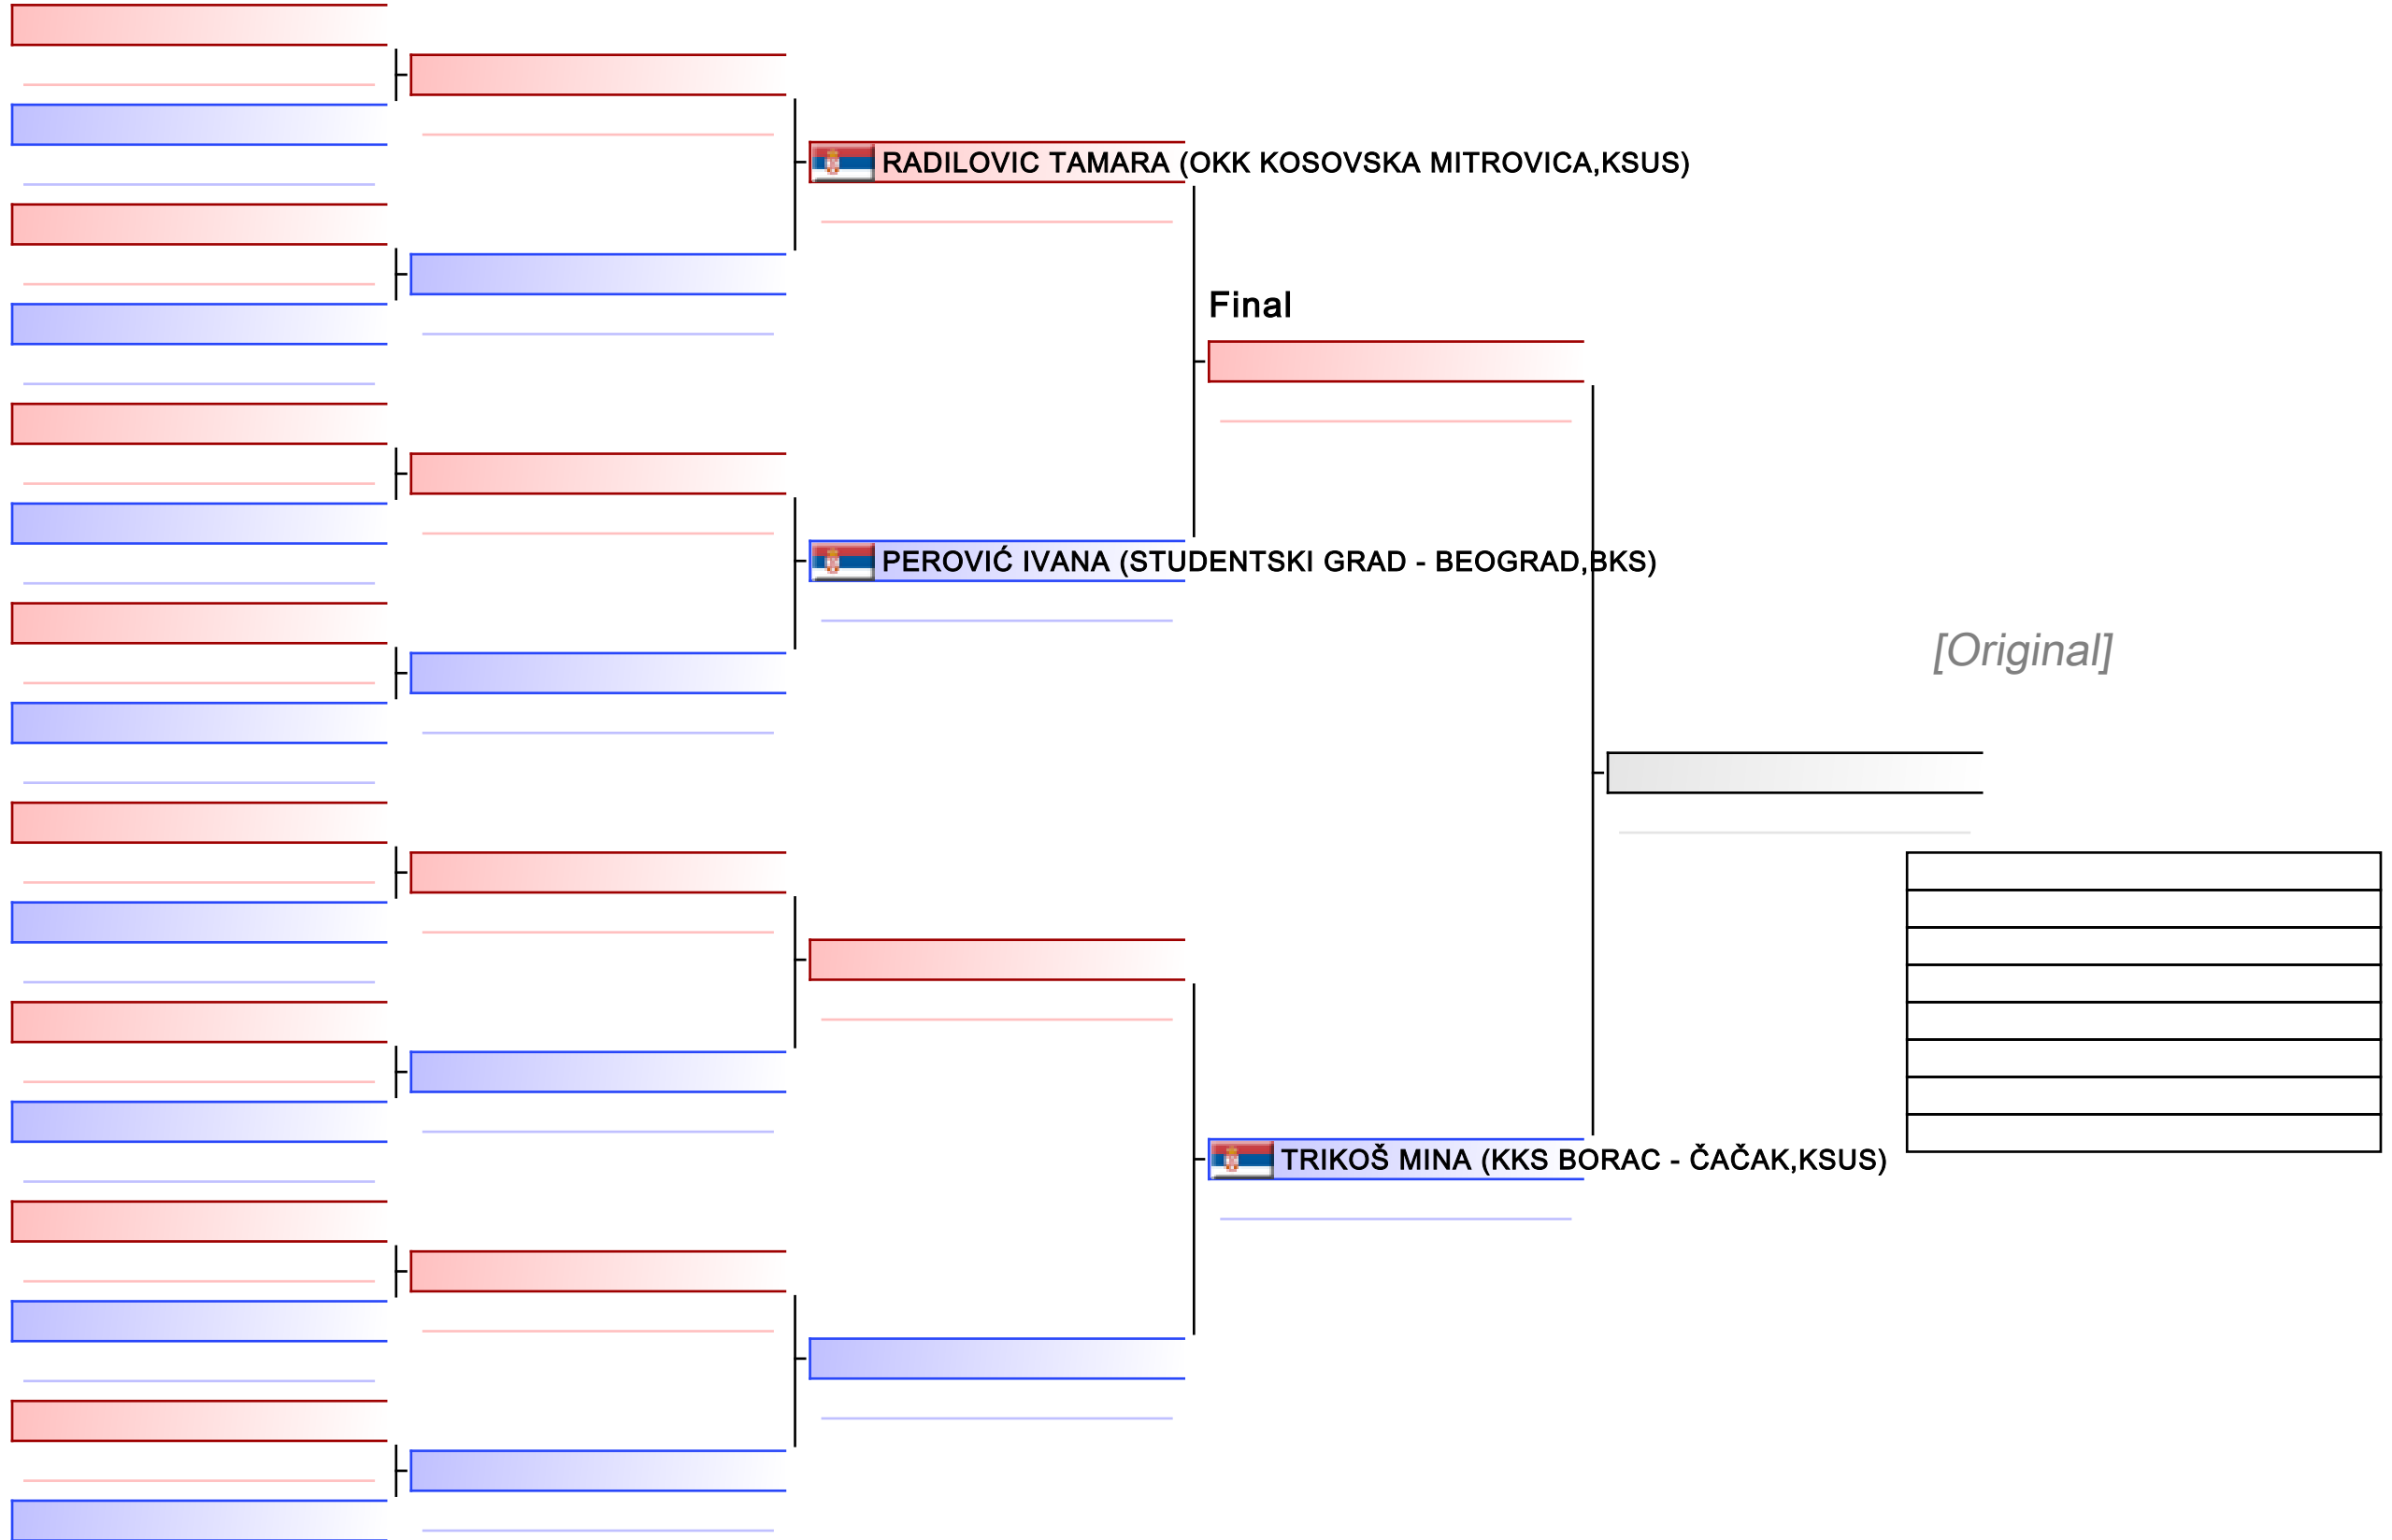 RADILOVIC TAMARA (OKK KOSOVSKA MITROVICA,KSUS)
Final
PEROVIĆ IVANA (STUDENTSKI GRAD - BEOGRAD,BKS)
[Original]
TRIKOŠ MINA (KKS BORAC - ČAČAK,KSUS)